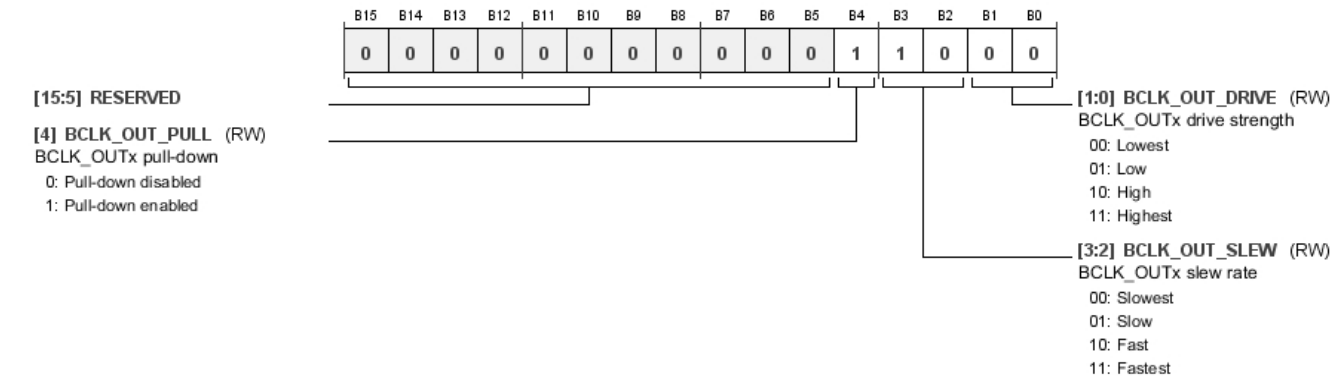 B15 B14 B13 B12 B11 B10 B9 B8 B7 B6 B5 B4 B3 B2 B1 B0
0 0 0 0 0 0 0 0 0 0 0 1 1 0 0 0
[15:5] RESERVED
[4] BCLK_OUT_PULL (RW)
BCLK_OUTx pull-down
0: Pull-down disabled
1: Pull-down enabled
[1:0] BCLK_OUT_DRIVE (RW)
BCLK_OUTx drive strength
00: Lowest
01: Low
10: High
11: Highest
[3:2] BCLK_OUT_SLEW (RW)
BCLK_OUTx slew rate
00: Slowest
01: Slow
10: Fast
11: Fastest